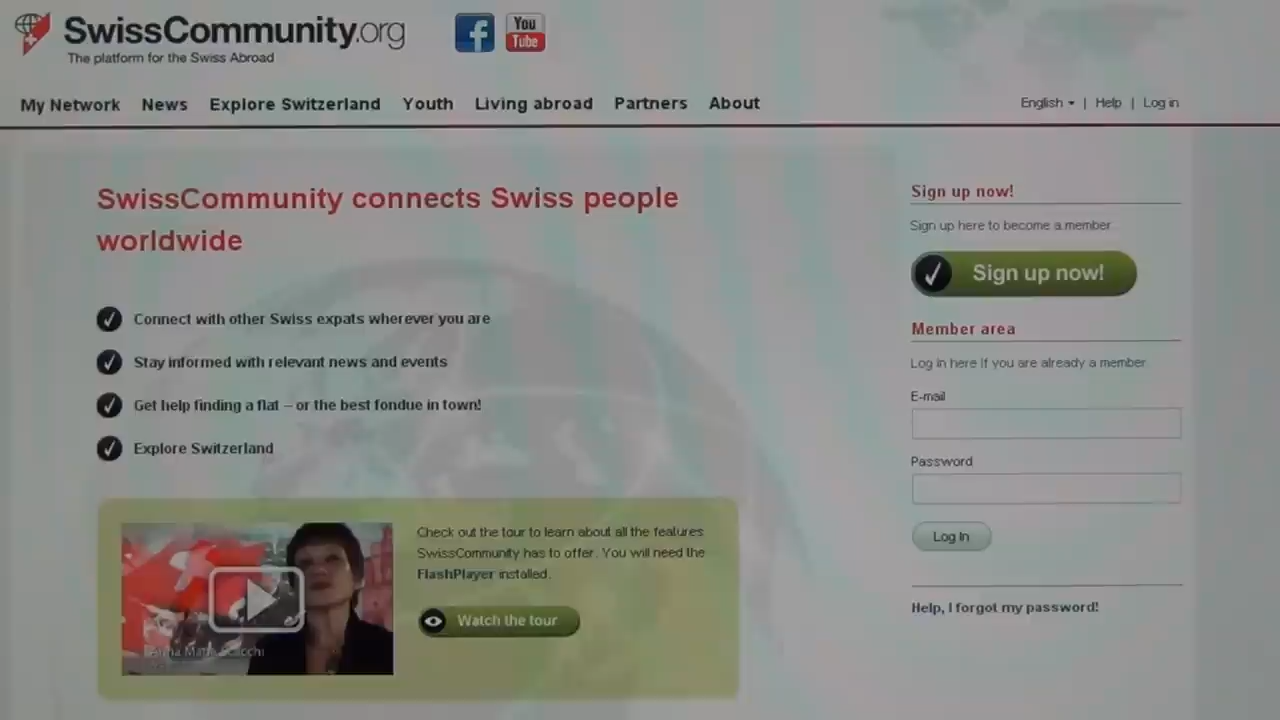 SwissCommunity.org
The platform for the Swiss Abroad
You
Tube
My Network News Explore Switzerland Youth Living abroad Partners About
English | Help | Log in
SwissCommunity connects Swiss people
worldwide
Connect with other Swiss expats wherever you are
Stay informed with relevant news and events
Get help finding a flat – or the best fondue in town!
Explore Switzerland
Check out the tour to learn about all the features
SwissCommunity has to offer. You will need the
FlashPlayer installed.
Watch the tour
Sign up now!
Sign up here to become a member.
Sign up now!
Member area
Log in here if you are already a member.
E-mail
Password
Log In
Help, I forgot my password!